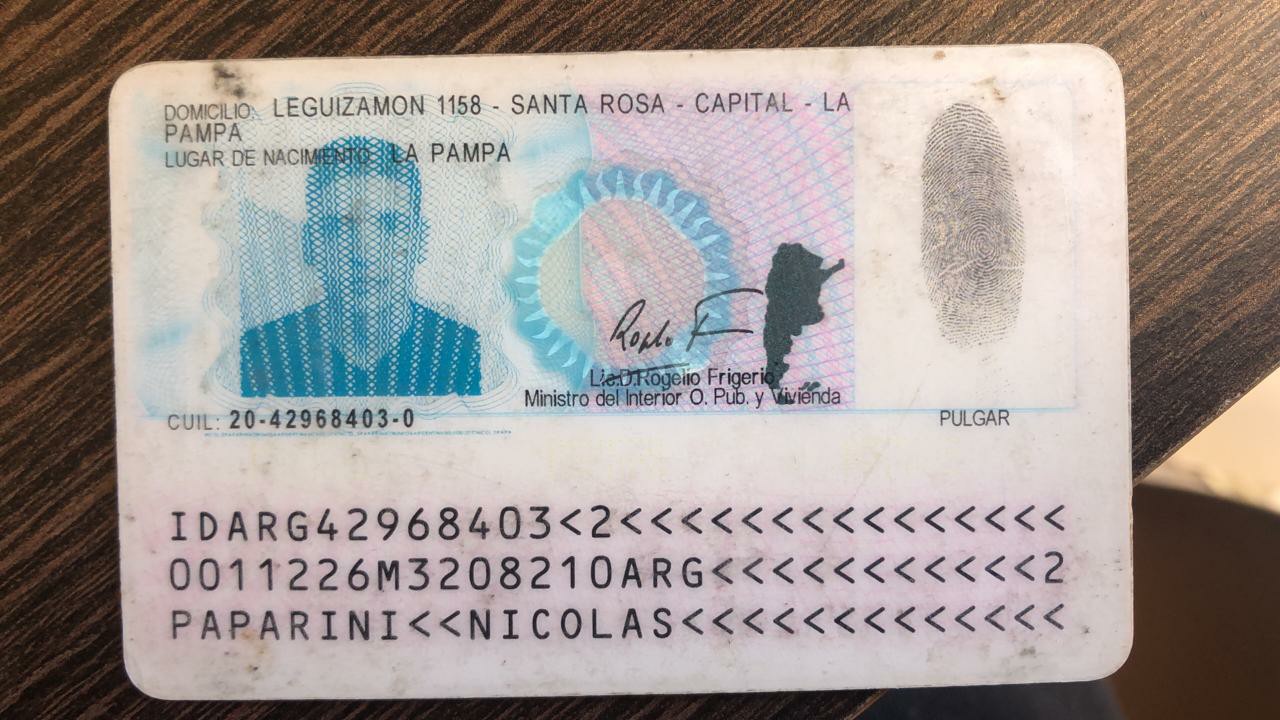 DOMICILIO: LEGUIZAMON 1158 - SANTA ROSA - CAPITAL - LA
PAMPA
LUGAR DE NACIMIENTO: LA PAMPA
Lic.D.Rogelio Frigerio
Ministro del Interior O. Pub. y Vivienda
CUIL: 20-42968403-0
PULGAR
IDARG42968403<2<<<<<<<<<<<<<<<
0011226M3208210ARG<<<<<<<<<<<2
PAPARINI<<NICOLAS<<<<<<<<<<<<<